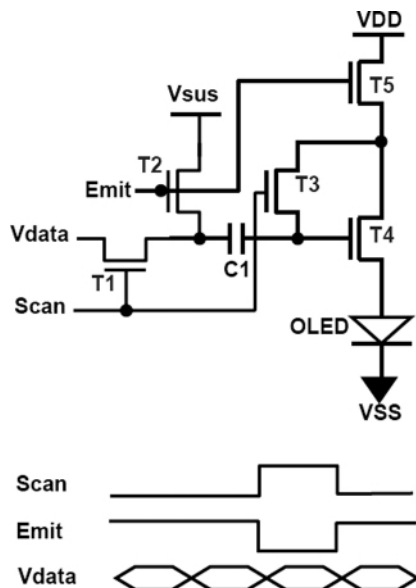 VDD
T5
Vsus
T2
T3
Emit
Vdata
T4
C1
T1
Scan
OLED
VSS
Scan
Emit
Vdata